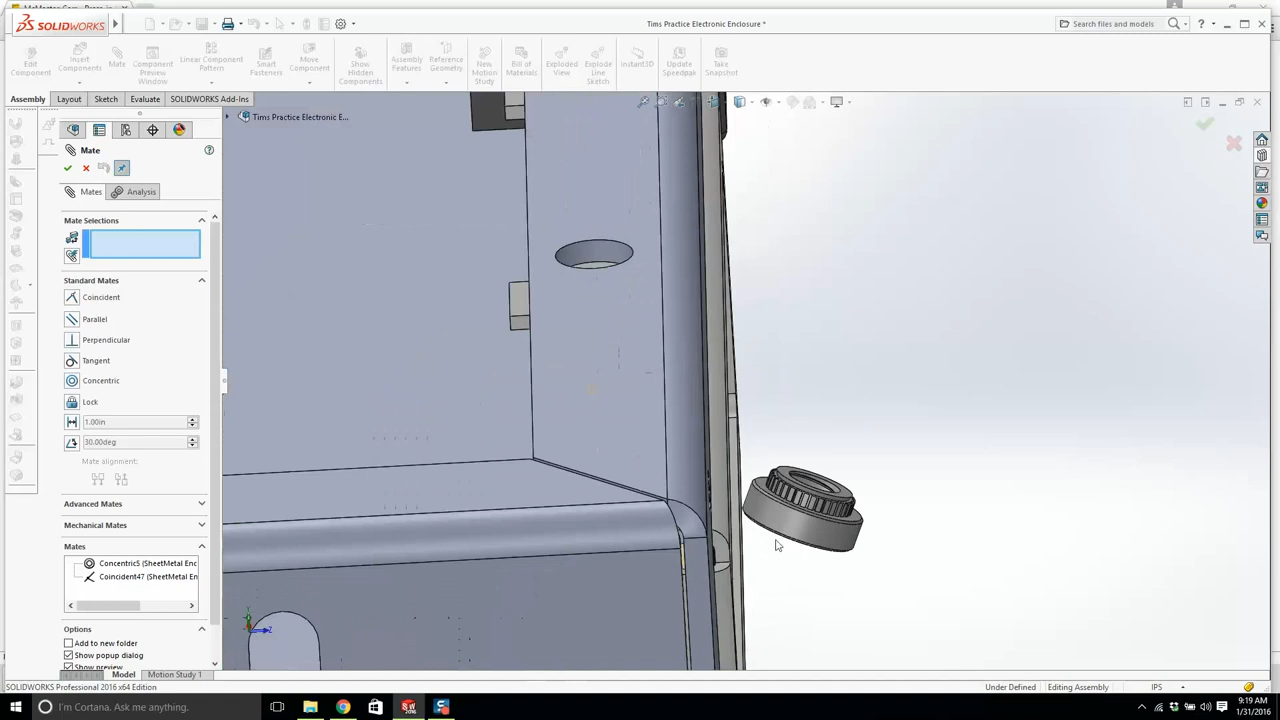 SOLIDWORKS
Tims Practice Electronic Enclosure *
Search files and models
Edit Component
Insert Components
Mate
Component Preview Window
Linear Component Pattern
Smart Fasteners
Move Component
Show Hidden Components
Assembly Features
Reference Geometry
New Motion Study
Bill of Materials
Exploded View
Explode Line Sketch
Instant3D
Update Speedpak
Take Snapshot
Assembly Layout Sketch Evaluate SOLIDWORKS Add-Ins
Tims Practice Electronic E...
Mate
Mates Analysis
Mate Selections
Standard Mates
Coincident
Parallel
Perpendicular
Tangent
Concentric
Lock
1.00in
30.00deg
Mate alignment:
Advanced Mates
Mechanical Mates
Mates
Concentric5 (SheetMetal Enc
Coincident47 (SheetMetal En
Options
Add to new folder
Show popup dialog
Show preview
Model Motion Study 1
SOLIDWORKS Professional 2016 x64 Edition
Under Defined Editing Assembly IPS
I'm Cortana. Ask me anything.
9:19 AM
1/31/2016